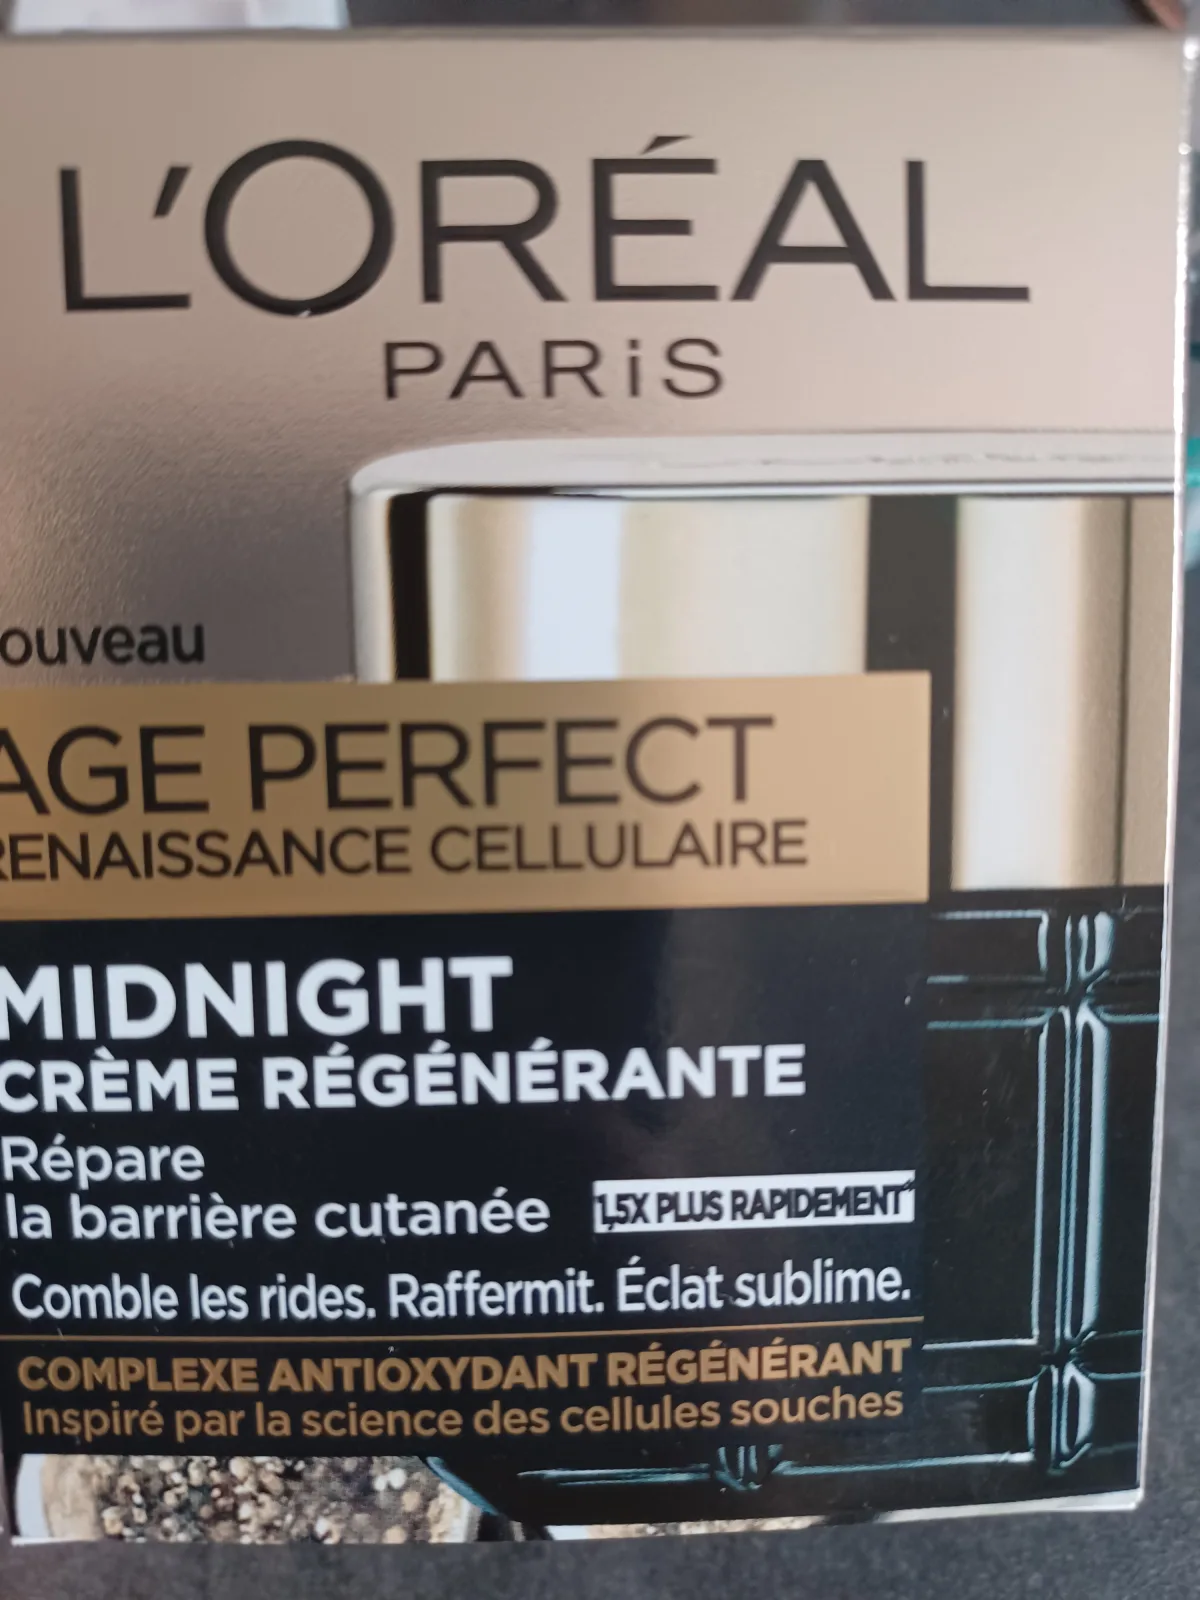 L'ORÉAL
PARiS
ouveau
AGE PERFECT
RENAISSANCE CELLULAIRE
MIDNIGHT
CRÈME RÉGÉNÉRANTE
Répare
la barrière cutanée 1,5X PLUS RAPIDEMENT*
Comble les rides. Raffermit. Éclat sublime.
COMPLEXE ANTIOXYDANT RÉGÉNÉRANT
Inspiré par la science des cellules souches